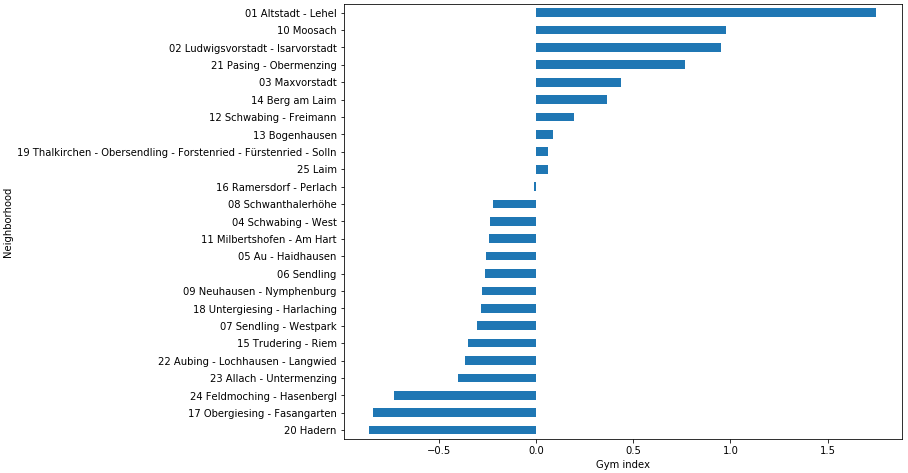 01 Altstadt - Lehel
10 Moosach
02 Ludwigsvorstadt - Isarvorstadt
21 Pasing - Obermenzing
03 Maxvorstadt
14 Berg am Laim
12 Schwabing - Freimann
13 Bogenhausen
19 Thalkirchen - Obersendling - Forstenried - Fürstenried - Solln
25 Laim
16 Ramersdorf - Perlach
08 Schwanthalerhöhe
04 Schwabing - West
11 Milbertshofen - Am Hart
05 Au - Haidhausen
06 Sendling
09 Neuhausen - Nymphenburg
18 Untergiesing - Harlaching
07 Sendling - Westpark
15 Trudering - Riem
22 Aubing - Lochhausen - Langwied
23 Allach - Untermenzing
24 Feldmoching - Hasenbergl
17 Obergiesing - Fasangarten
20 Hadern
Neighborhood
−0.5 0.0 0.5 1.0 1.5
Gym index